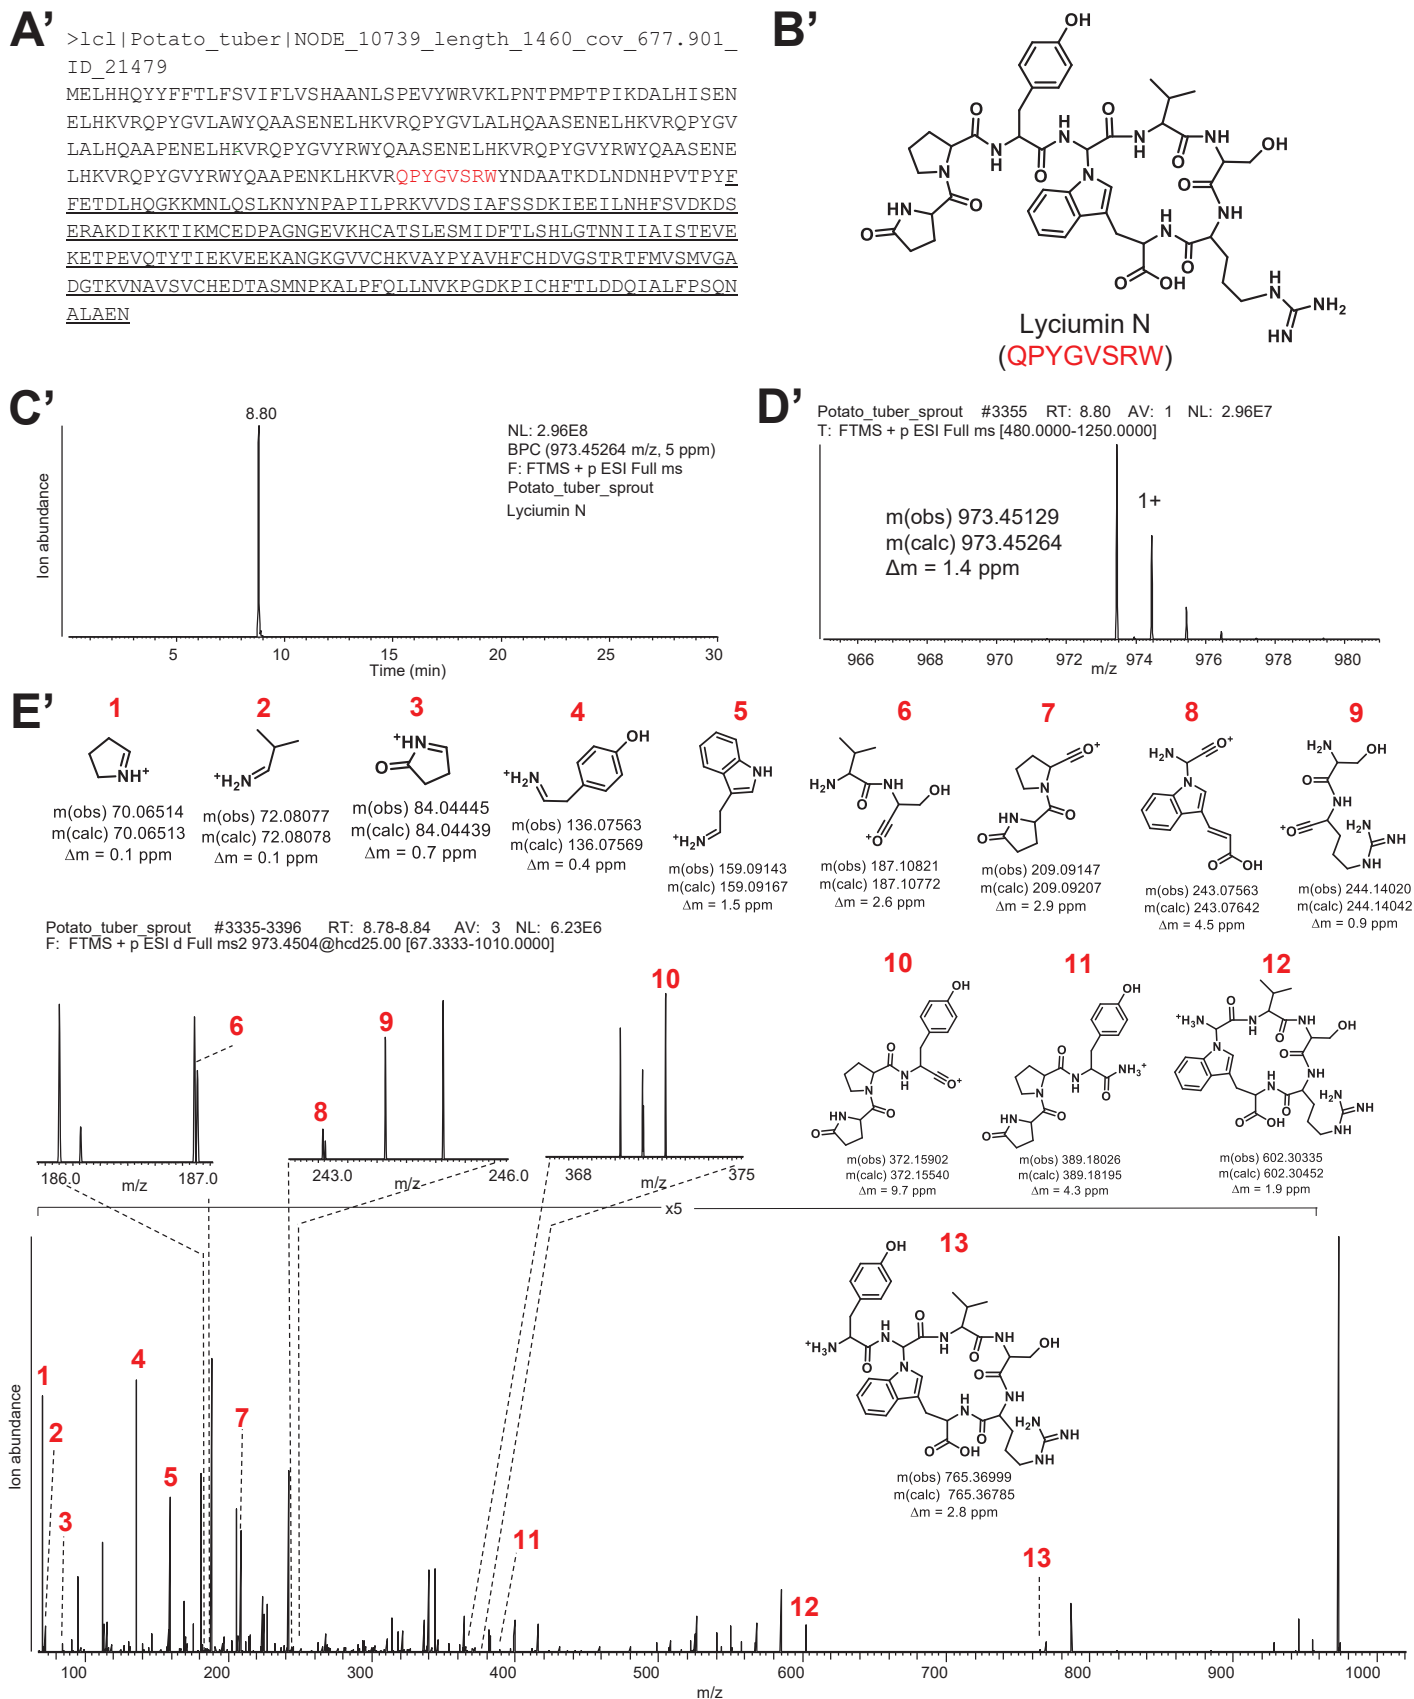 A'
>lcl|Potato_tuber|NODE_10739_length_1460_cov_677.901_
ID_21479
MELHHQYYFFTLFSVIFLVSHAANLSPEVYWRVKLPNTPMPTPIKDALHISEN
ELHKVRQPYGVLAWYQAASENELHKVRQPYGVLALHQAASENELHKVRQPYGV
LALHQAAPENELHKVRQPYGVYRWYQAASENELHKVRQPYGVYRWYQAASENE
LHKVRQPYGVYRWYQAAPENKLHKVRQPYGVSRWYNDAATKDLNDNHPVTPYF
FETDLHQGKKMNLQSLKNYNPAPILPRKVVDSIAFSSDKIEEILNHFSVDKDS
ERAKDIKKTIKMCEDPAGNGEVKHCATSLESMIDFTLSHLGTNNIIAISTEVE
KETPEVQTYTIEKVEEKANGKGVVCHKVAYPYAVHFCHDVGSTRTFMVSMVGA
DGTKVNAVSVCHEDTASMNPKALPFQLLNVKPGDKPICHFTLDDQIALFPSQN
ALAEN
B'
Lyciumin N
(QPYGVSRW)
C'
8.80
NL: 2.96E8
BPC (973.45264 m/z, 5 ppm)
F: FTMS + p ESI Full ms
Potato_tuber_sprout
Lyciumin N
Ion abundance
5 10 15 20 25 30
Time (min)
D'
Potato_tuber_sprout #3355 RT: 8.80 AV: 1 NL: 2.96E7
T: FTMS + p ESI Full ms [480.0000-1250.0000]
1+
m(obs) 973.45129
m(calc) 973.45264
Δm = 1.4 ppm
966 968 970 972 974 976 978 980
m/z
E'
1
m(obs) 70.06514
m(calc) 70.06513
Δm = 0.1 ppm
2
m(obs) 72.08077
m(calc) 72.08078
Δm = 0.1 ppm
3
m(obs) 84.04445
m(calc) 84.04439
Δm = 0.7 ppm
4
m(obs) 136.07563
m(calc) 136.07569
Δm = 0.4 ppm
5
m(obs) 159.09143
m(calc) 159.09167
Δm = 1.5 ppm
6
m(obs) 187.10821
m(calc) 187.10772
Δm = 2.6 ppm
7
m(obs) 209.09147
m(calc) 209.09207
Δm = 2.9 ppm
8
m(obs) 243.07563
m(calc) 243.07642
Δm = 4.5 ppm
9
m(obs) 244.14020
m(calc) 244.14042
Δm = 0.9 ppm
Potato_tuber_sprout #3335-3396 RT: 8.78-8.84 AV: 3 NL: 6.23E6
F: FTMS + p ESI d Full ms2 973.4504@hcd25.00 [67.3333-1010.0000]
10
m(obs) 372.15902
m(calc) 372.15540
Δm = 9.7 ppm
11
m(obs) 389.18026
m(calc) 389.18195
Δm = 4.3 ppm
12
m(obs) 602.30335
m(calc) 602.30452
Δm = 1.9 ppm
6
8
9
10
186.0 m/z 187.0
243.0 m/z 246.0
368 m/z 375
x5
13
m(obs) 765.36999
m(calc) 765.36785
Δm = 2.8 ppm
1
2
3
4
5
7
11
12
13
Ion abundance
100 200 300 400 500 600 700 800 900 1000
m/z